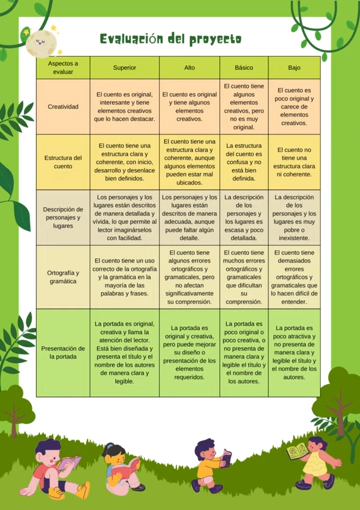 Evaluación del proyecto
Aspectos a
evaluar
Superior
Alto
Básico
Bajo
Creatividad
El cuento es original,
interesante y tiene
elementos creativos
que lo hacen destacar.
El cuento es original
y tiene algunos
elementos
creativos.
El cuento tiene
algunos
elementos
creativos, pero
no es muy
original.
El cuento es
poco original y
carece de
elementos
creativos.
Estructura del
cuento
El cuento tiene una
estructura clara y
coherente, con inicio,
desarrollo y desenlace
bien definidos.
El cuento tiene una
estructura clara y
coherente, aunque
algunos elementos
pueden estar mal
ubicados.
La estructura
del cuento es
confusa y no
está bien
definida.
El cuento no
tiene una
estructura clara
ni coherente.
Descripción de
personajes y
lugares
Los personajes y los
lugares están descritos
de manera detallada y
vívida, lo que permite al
lector imaginárselos
con facilidad.
Los personajes y los
lugares están
descritos de manera
adecuada, aunque
puede faltar algún
detalle.
La descripción
de los
personajes y
los lugares es
escasa y poco
detallada.
La descripción
de los
personajes y los
lugares es muy
pobre o
inexistente.
Ortografía y
gramática
El cuento tiene un uso
correcto de la ortografía
y la gramática en la
mayoría de las
palabras y frases.
El cuento tiene
algunos errores
ortográficos y
gramaticales, pero
no afectan
significativamente
su comprensión.
El cuento tiene
muchos errores
ortográficos y
gramaticales
que dificultan
su
comprensión.
El cuento tiene
demasiados
errores
ortográficos y
gramaticales que
lo hacen difícil de
entender.
Presentación de
la portada
La portada es original,
creativa y llama la
atención del lector.
Está bien diseñada y
presenta el título y el
nombre de los autores
de manera clara y
legible.
La portada es
original y creativa,
pero puede mejorar
su diseño o
presentación de los
elementos
requeridos.
La portada es
poco original o
poco creativa, o
no presenta de
manera clara y
legible el título y
el nombre de
los autores.
La portada es
poco atractiva y
no presenta de
manera clara y
legible el título y
el nombre de los
autores.